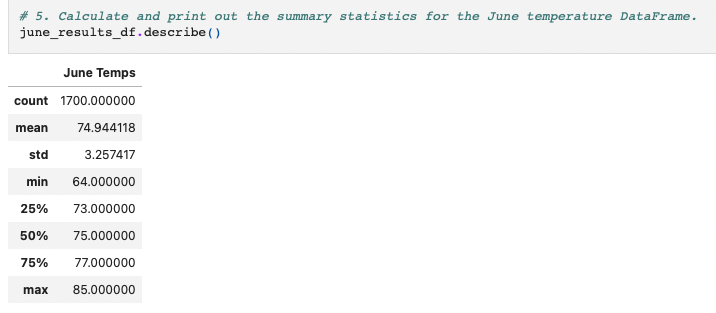 # 5. Calculate and print out the summary statistics for the June temperature DataFrame.
june_results_df.describe()
June Temps
count 1700.000000
mean 74.944118
std 3.257417
min 64.000000
25% 73.000000
50% 75.000000
75% 77.000000
max 85.000000